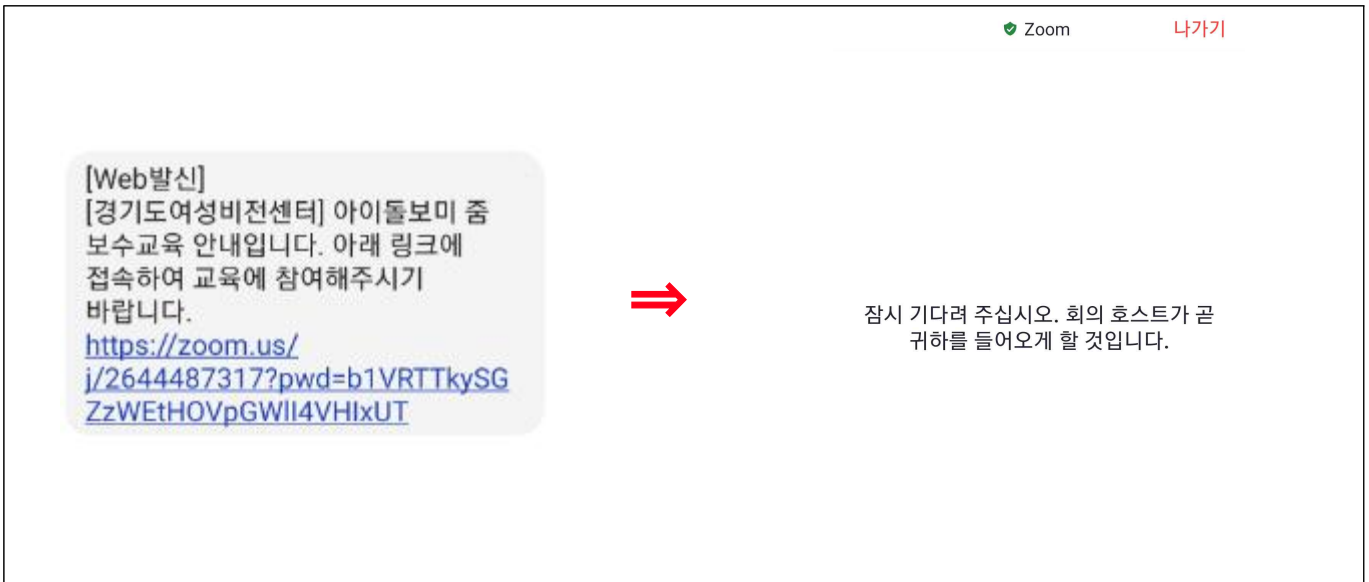 Zoom
나가기
[Web발신]
[경기도여성비전센터] 아이돌보미 줌
보수교육 안내입니다. 아래 링크에
접속하여 교육에 참여해주시기
바랍니다.
https://zoom.us/
j/2644487317?pwd=b1VRTTkySG
ZzWEtHOVpGWlI4VHIxUT
잠시 기다려 주십시오. 회의 호스트가 곧
귀하를 들어오게 할 것입니다.